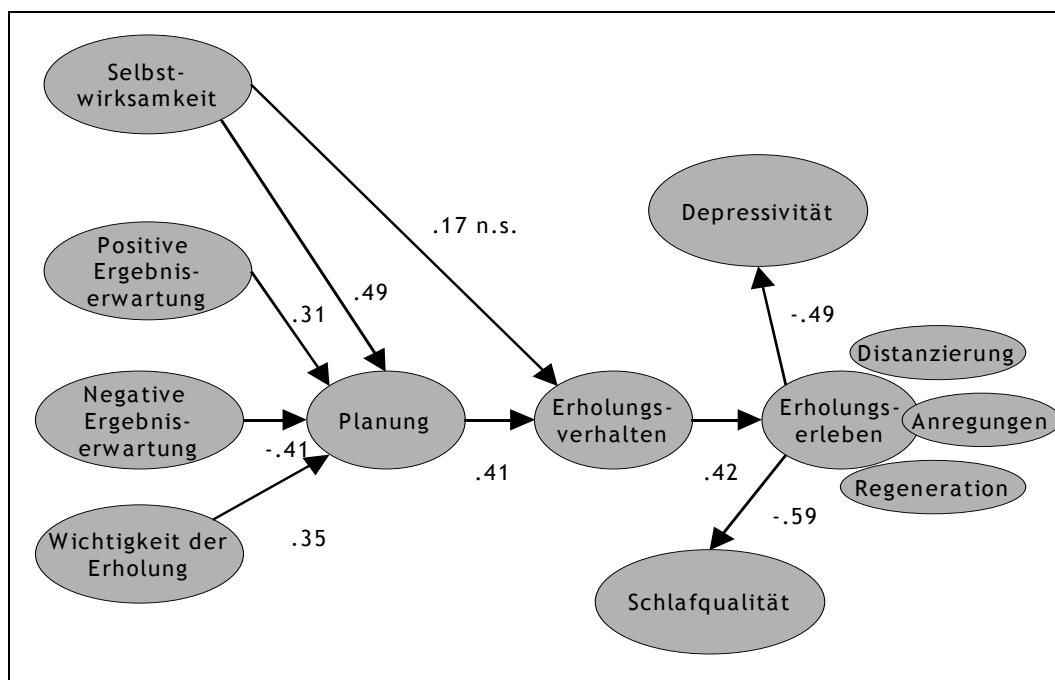 Selbst-
wirksamkeit
Positive
Ergebnis-
erwartung
Negative
Ergebnis-
erwartung
Wichtigkeit der
Erholung
.17 n.s.
.49
.31
-.41
.35
Planung
.41
Erholungs-
verhalten
.42
Erholungs-
erleben
Depressivität
-.49
Distanzierung
Anregungen
Regeneration
-.59
Schlafqualität